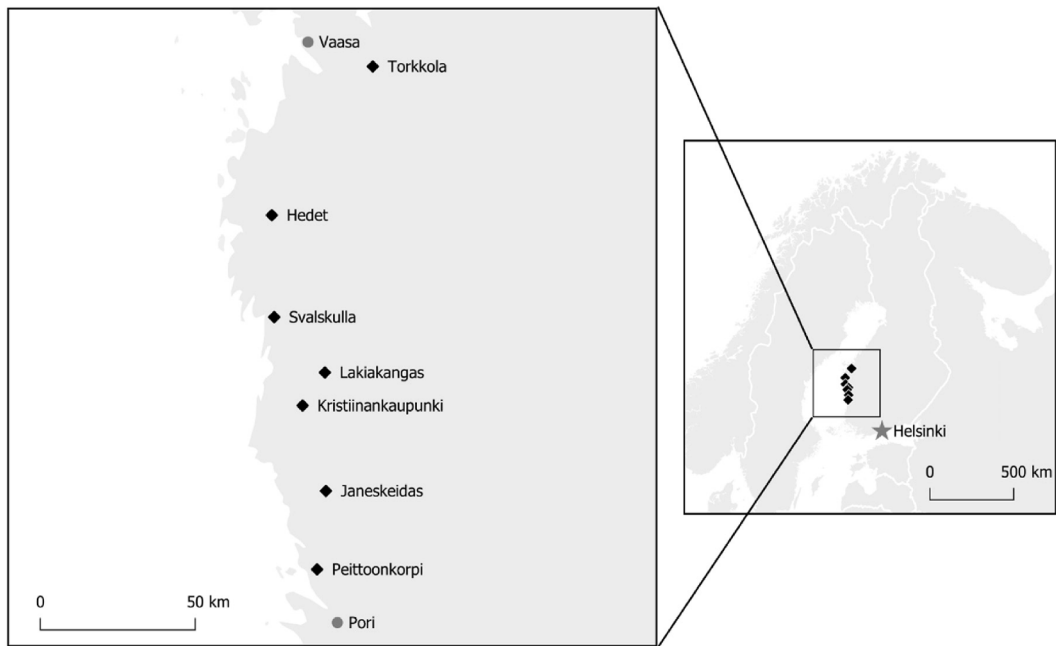 Vaasa
Torkkola
Hedet
Svalskulla
Lakiakangas
Kristiinankaupunki
Janeskeidas
Peittoonkorpi
0 50 km
Pori
Helsinki
0 500 km